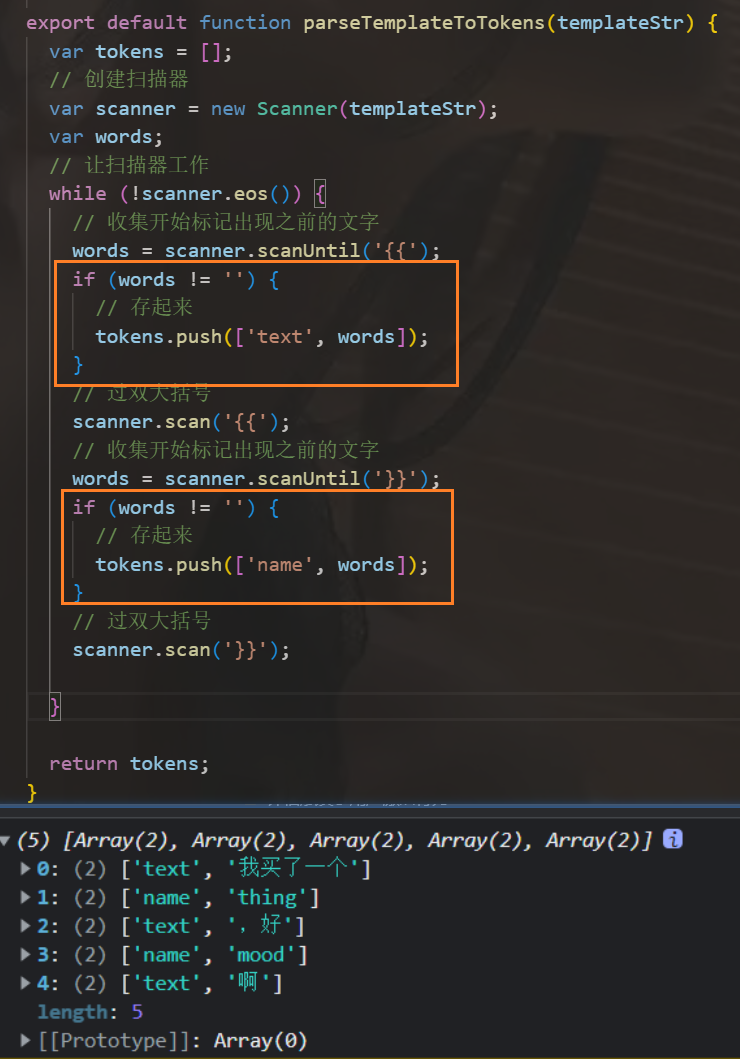 export default function parseTemplateToTokens(templateStr) {
var tokens = [];
// 创建扫描器
var scanner = new Scanner(templateStr);
var words;
// 让扫描器工作
while (!scanner.eos()) {
// 收集开始标记出现之前的文字
words = scanner.scanUntil('{{');
if (words != '') {
// 存起来
tokens.push(['text', words]);
}
// 过双大括号
scanner.scan('{{');
// 收集开始标记出现之前的文字
words = scanner.scanUntil('}}');
if (words != '') {
// 存起来
tokens.push(['name', words]);
}
// 过双大括号
scanner.scan('}}');
}
return tokens;
}
(5) [Array(2), Array(2), Array(2), Array(2), Array(2)] i
0: (2) ['text', '我买了一个']
1: (2) ['name', 'thing']
2: (2) ['text', '，好']
3: (2) ['name', 'mood']
4: (2) ['text', '啊']
length: 5
[[Prototype]]: Array(0)